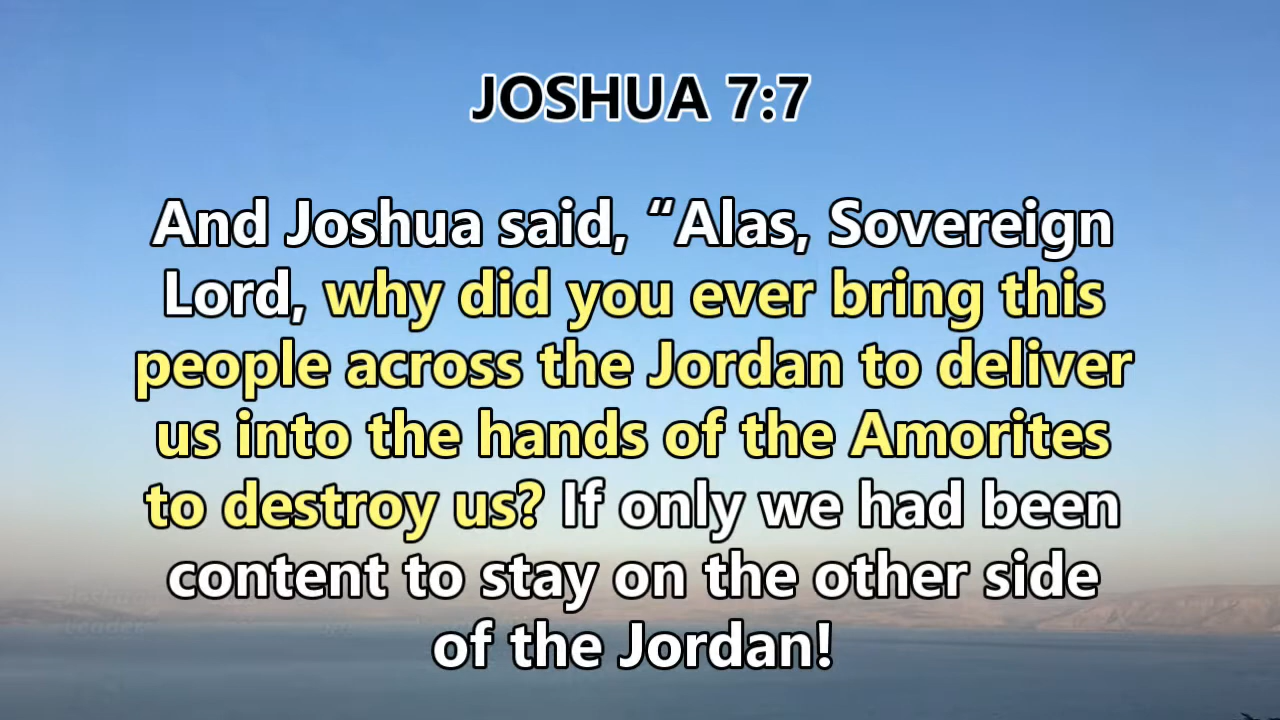 JOSHUA 7:7
And Joshua said, “Alas, Sovereign
Lord, why did you ever bring this
people across the Jordan to deliver
us into the hands of the Amorites
to destroy us? If only we had been
content to stay on the other side
of the Jordan!